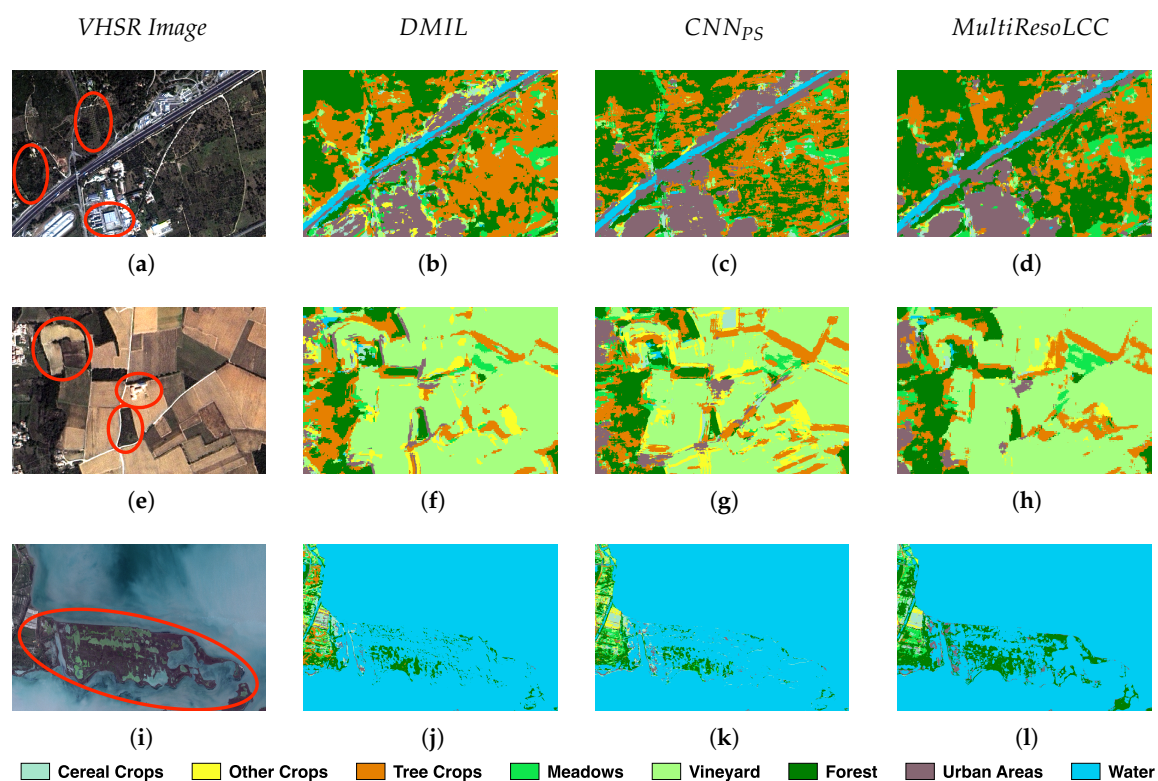 VHSR Image DMIL CNN_PS MultiResoLCC
(a) (b) (c) (d)
(e) (f) (g) (h)
(i) (j) (k) (l)
Cereal Crops Other Crops Tree Crops Meadows Vineyard Forest Urban Areas Water